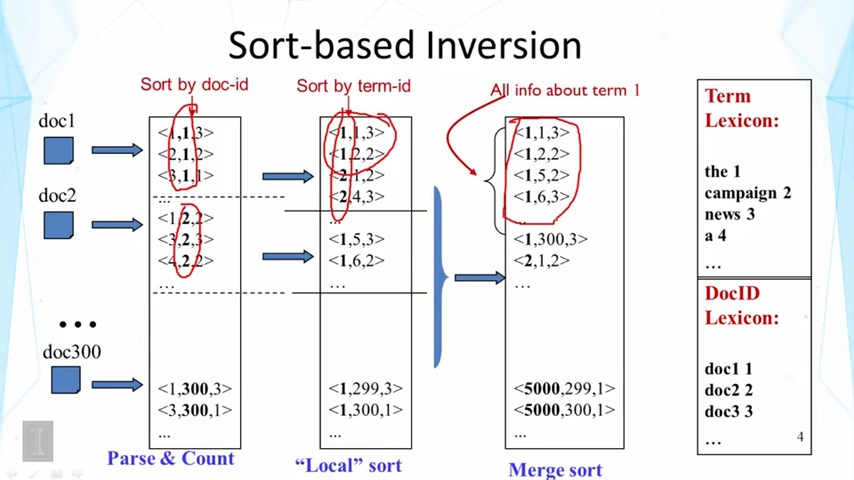 Sort-based Inversion
Sort by doc-id
Sort by term-id
All info about term 1
doc1
doc2
...
doc300
<1,1,3>
<2,1,2>
<3,1,1>
...
<1,2,2>
<3,2,3>
<4,2,2>
...
<1,300,3>
<3,300,1>
...
Parse & Count
<1,1,3>
<1,2,2>
<2,1,2>
<2,4,3>
...
<1,5,3>
<1,6,2>
...
<1,299,3>
<1,300,1>
...
“Local” sort
<1,1,3>
<1,2,2>
<1,5,2>
<1,6,3>
...
<1,300,3>
<2,1,2>
...
<5000,299,1>
<5000,300,1>
...
Merge sort
Term
Lexicon:
the 1
campaign 2
news 3
a 4
...
DocID
Lexicon:
doc1 1
doc2 2
doc3 3
...
4